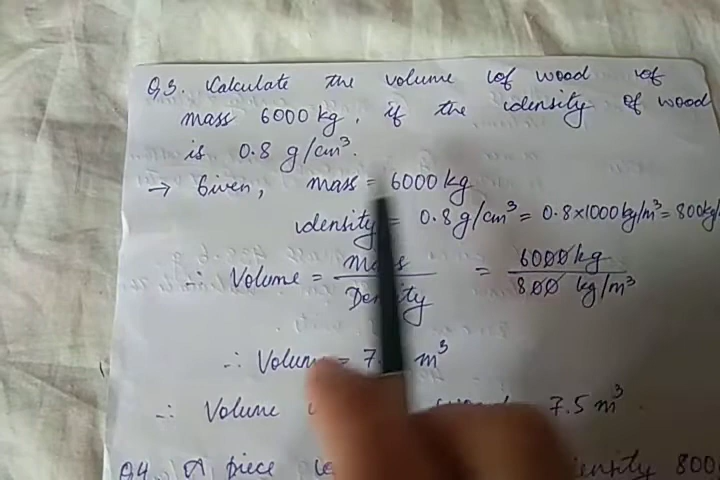 Q3. Calculate the volume of wood of
mass 6000 kg, if the density of wood
is 0.8 g/cm³.
→ Given, mass = 6000 kg
density = 0.8 g/cm³ = 0.8×1000 kg/m³ = 800 kg/
∴ Volume = Mass / Density = 6000 kg / 800 kg/m³
∴ Volume = 7. m³
∴ Volume 7.5 m³.
Q4. A piece density 800